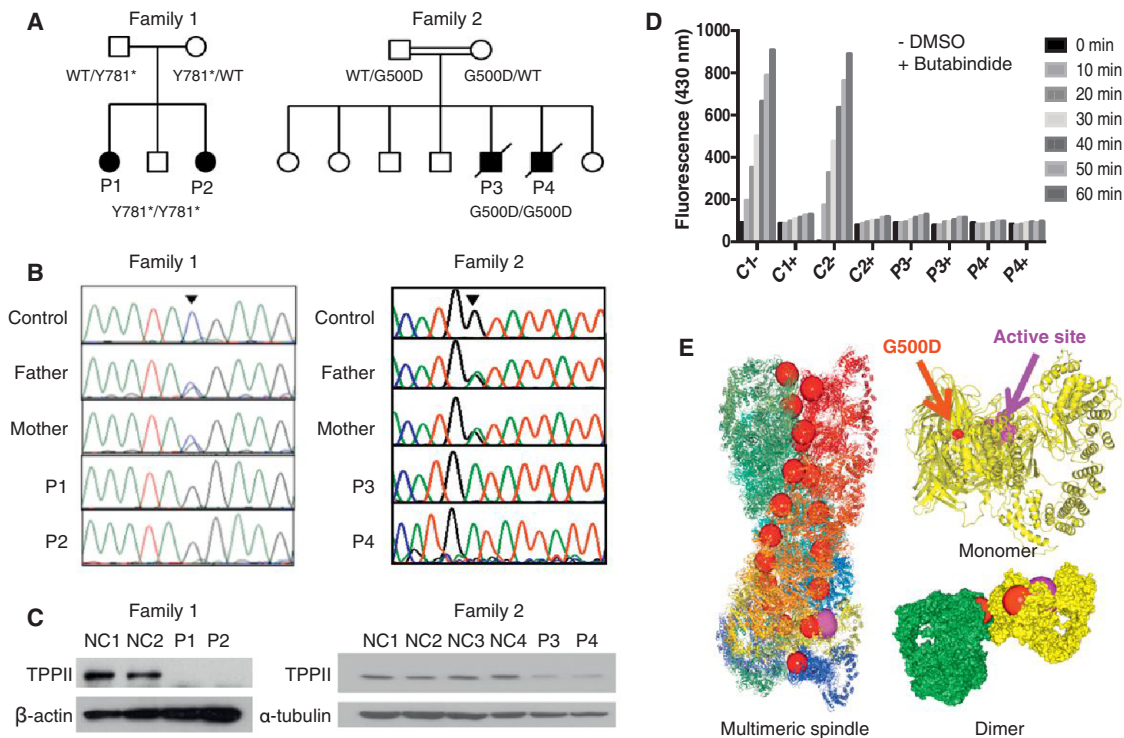 A
Family 1
Family 2
WT/Y781*
Y781*/WT
WT/G500D
G500D/WT
P1
P2
P3
P4
Y781*/Y781*
G500D/G500D
B
Family 1
Family 2
Control
Father
Mother
P1
P2
Control
Father
Mother
P3
P4
C
Family 1
Family 2
NC1 NC2 P1 P2
TPPII
β-actin
NC1 NC2 NC3 NC4 P3 P4
TPPII
α-tubulin
D
Fluorescence (430 nm)
1000
800
600
400
200
0
C1-
C1+
C2-
C2+
P3-
P3+
P4-
P4+
- DMSO
+ Butabindide
0 min
10 min
20 min
30 min
40 min
50 min
60 min
E
G500D
Active site
Monomer
Multimeric spindle
Dimer